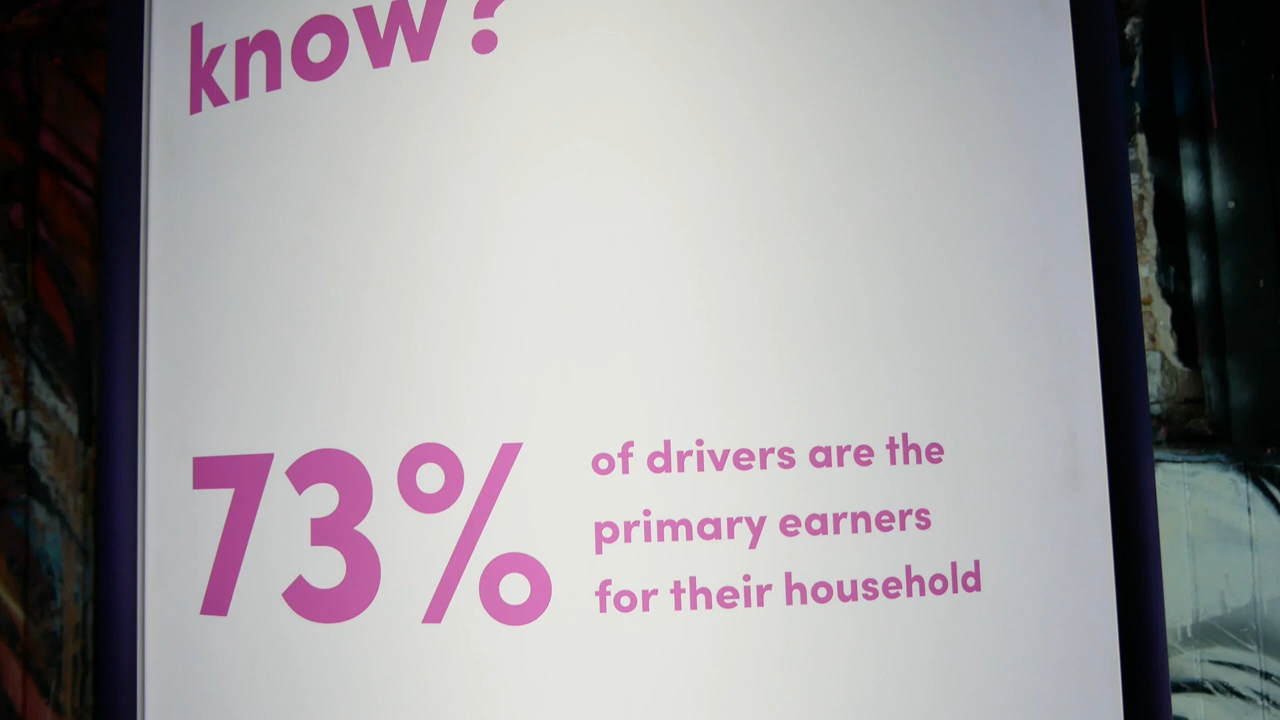 know?
73%
of drivers are the
primary earners
for their household